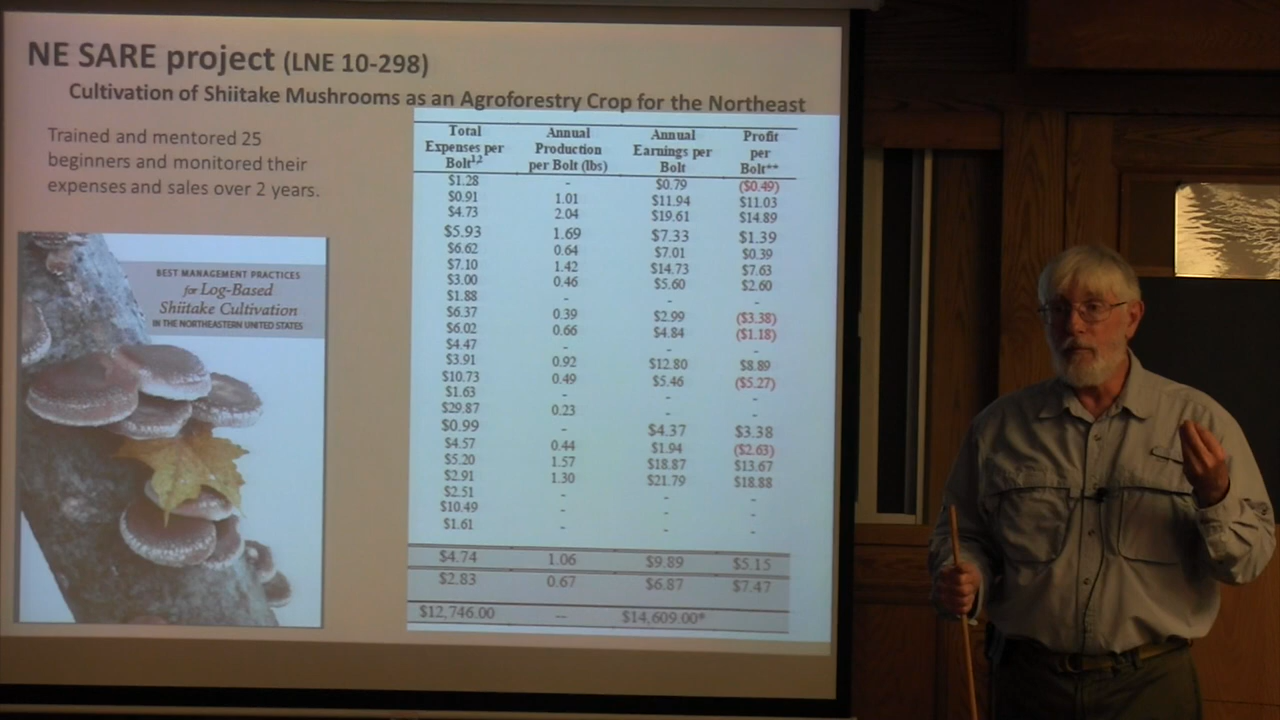 NE SARE project (LNE 10-298)
Cultivation of Shiitake Mushrooms as an Agroforestry Crop for the Northeast
Trained and mentored 25
beginners and monitored their
expenses and sales over 2 years.
BEST MANAGEMENT PRACTICES
for Log-Based
Shiitake Cultivation
IN THE NORTHEASTERN UNITED STATES
Total Expenses per Bolt1,2 Annual Production per Bolt (lbs) Annual Earnings per Bolt Profit per Bolt**
$1.28 - $0.79 ($0.49)
$0.91 1.01 $11.94 $11.03
$4.73 2.04 $19.61 $14.89
$5.93 1.69 $7.33 $1.39
$6.62 0.64 $7.01 $0.39
$7.10 1.42 $14.73 $7.63
$3.00 0.46 $5.60 $2.60
$1.88 - - -
$6.37 0.39 $2.99 ($3.38)
$6.02 0.66 $4.84 ($1.18)
$4.47 - - -
$3.91 0.92 $12.80 $8.89
$10.73 0.49 $5.46 ($5.27)
$1.63 - - -
$29.87 0.23 - -
$0.99 - $4.37 $3.38
$4.57 0.44 $1.94 ($2.63)
$5.20 1.57 $18.87 $13.67
$2.91 1.30 $21.79 $18.88
$2.51 - - -
$10.49 - - -
$1.61 - - -
$4.74 1.06 $9.89 $5.15
$2.83 0.67 $6.87 $7.47
$12,746.00 -- $14,609.00*